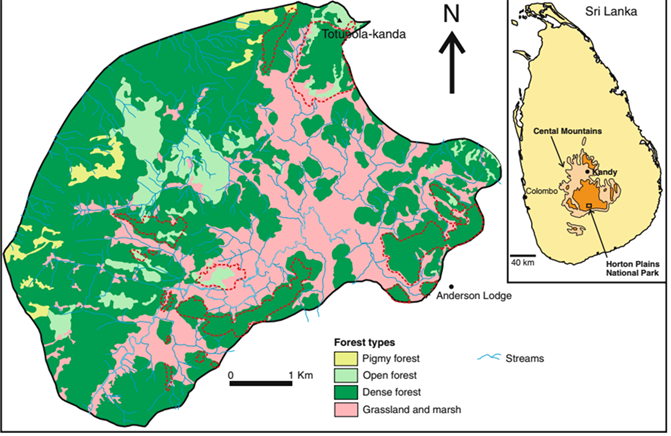 N
Totupola-kanda
Anderson Lodge
Forest types
Pigmy forest
Open forest
Dense forest
Grassland and marsh
Streams
0 1 Km
Sri Lanka
Cental Mountains
Kandy
Colombo
Horton Plains
National Park
40 km